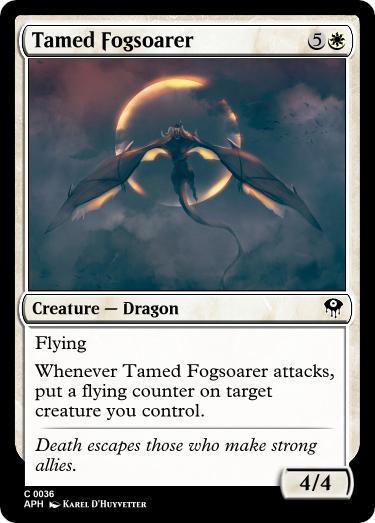 Tamed Fogsoarer 5
Creature — Dragon
Flying
Whenever Tamed Fogsoarer attacks,
put a flying counter on target
creature you control.
Death escapes those who make strong
allies.
4/4
C 0036
APH Karel D'Huyvetter